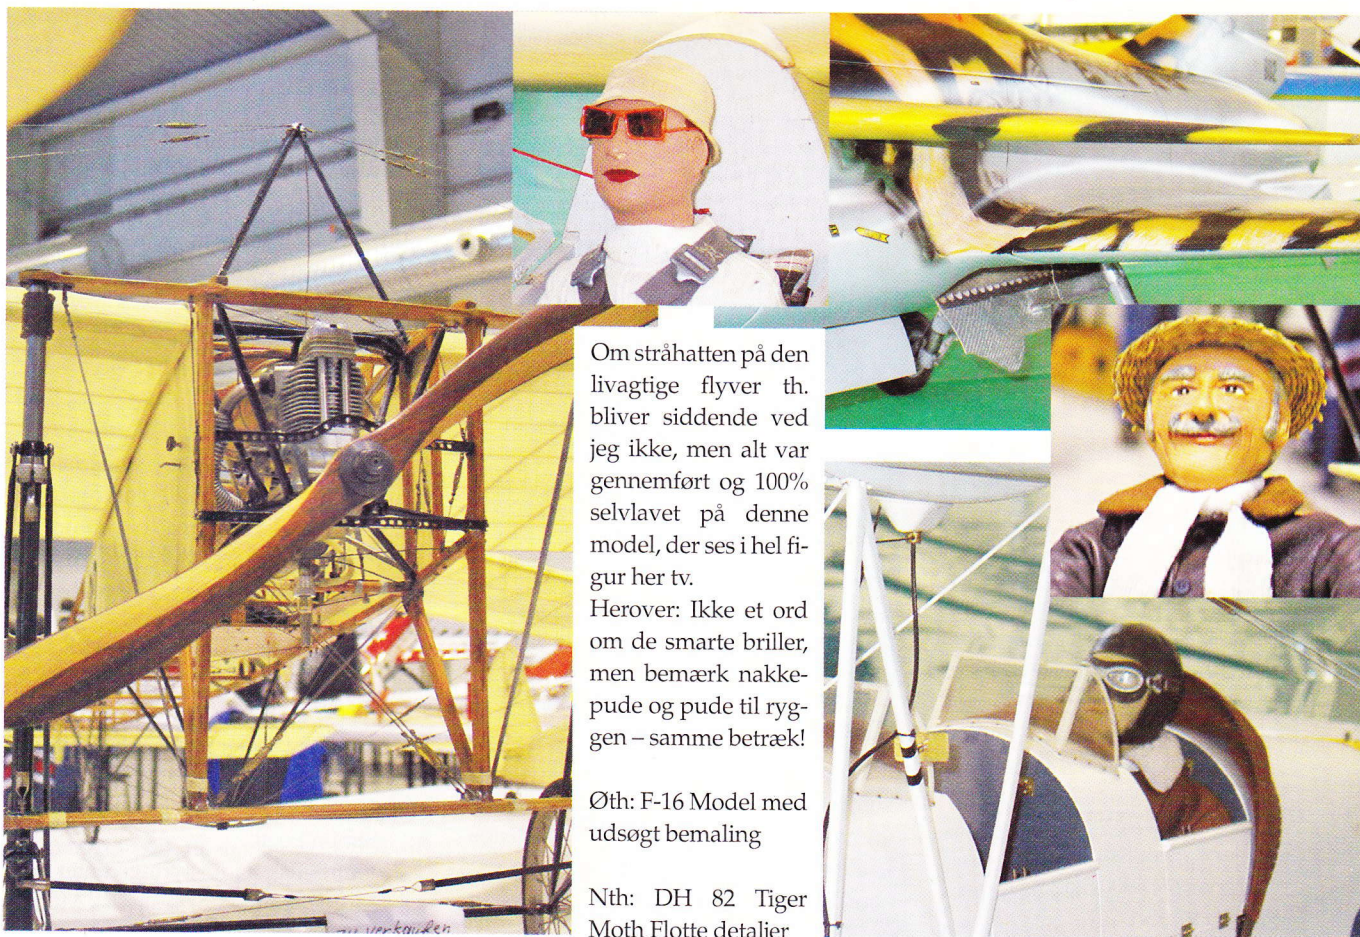 Om stråhatten på den
livagtige flyver th.
bliver siddende ved
jeg ikke, men alt var
gennemført og 100%
selvlavet på denne
model, der ses i hel fi-
gur her tv.
Herover: Ikke et ord
om de smarte briller,
men bemærk nakke-
pude og pude til ryg-
gen – samme betræk!
Øth: F-16 Model med
udsøgt bemaling
Nth: DH 82 Tiger
Moth Flotte detaljer
zu verkaufen